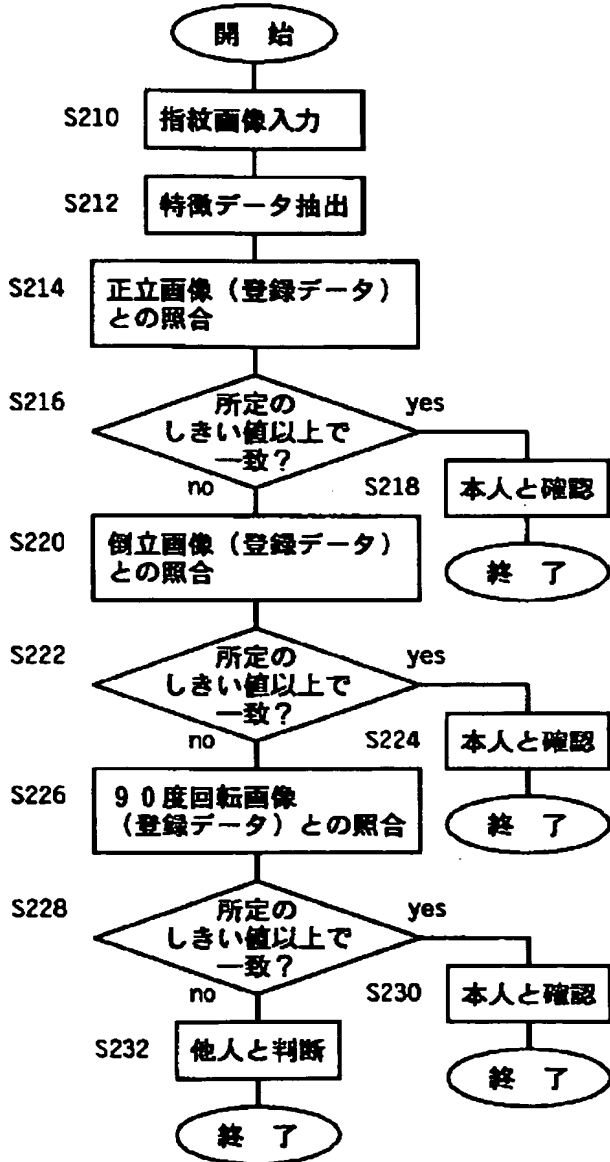 開 始
S210
指紋画像入力
S212
特徴データ抽出
S214
正立画像（登録データ）
との照合
S216
所定の
しきい値以上で
一致？
yes
no
S218
本人と確認
終 了
S220
倒立画像（登録データ）
との照合
S222
所定の
しきい値以上で
一致？
yes
no
S224
本人と確認
終 了
S226
９０度回転画像
（登録データ）との照合
S228
所定の
しきい値以上で
一致？
yes
no
S230
本人と確認
終 了
S232
他人と判断
終 了